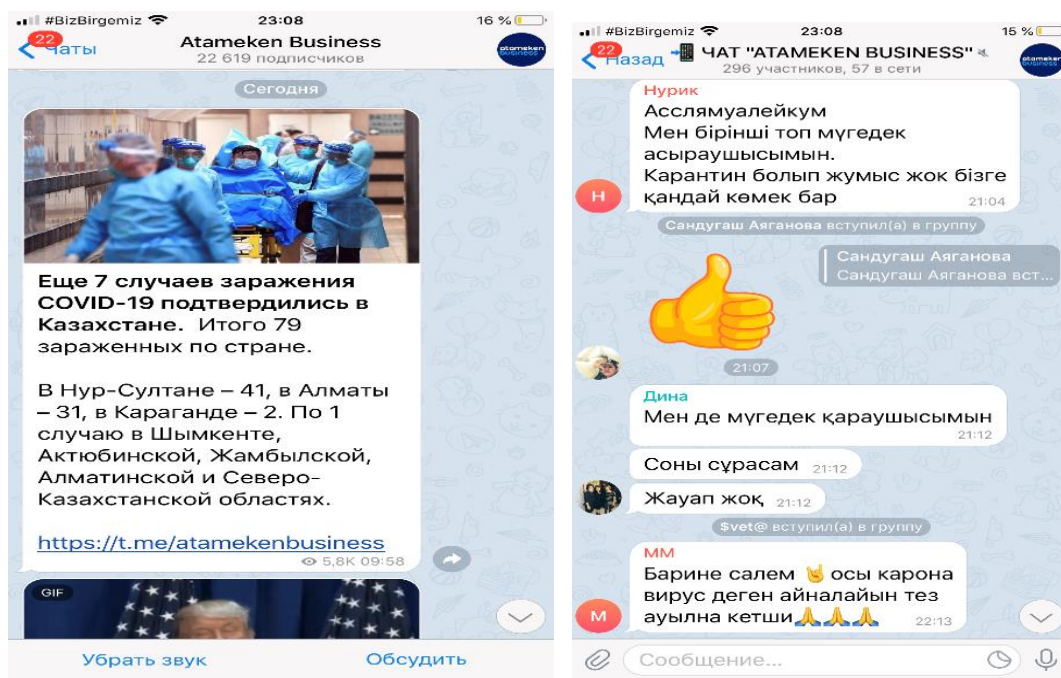 #BizBirgemiz 23:08 16 %
22 Чаты
Atameken Business
22 619 подписчиков
atameken
business
Сегодня
Еще 7 случаев заражения
COVID-19 подтвердились в
Казахстане. Итого 79
зараженных по стране.
В Нур-Султане – 41, в Алматы
– 31, в Караганде – 2. По 1
случаю в Шымкенте,
Актюбинской, Жамбылской,
Алматинской и Северо-
Казахстанской областях.
https://t.me/atamekenbusiness
5,8K 09:58
GIF
Убрать звук Обсудить
#BizBirgemiz 23:08 15 %
22 Назад
ЧАТ "ATAMEKEN BUSINESS"
296 участников, 57 в сети
atameken
business
Нурик
Асслямуалейкум
Мен бірінші топ мүгедек
асыраушысымын.
Карантин болып жумыс жок бізге
қандай көмек бар 21:04
Н
Сандугаш Аяганова вступил(а) в группу
Сандугаш Аяганова
Сандугаш Аяганова вст...
21:07
Дина
Мен де мүгедек қараушысымын
21:12
Соны сұрасам 21:12
Жауап жоқ 21:12
$vet@ вступил(а) в группу
ММ
Барине салем 🤘 осы карона
вирус деген айналайын тез
ауылна кетши🙏🙏🙏 22:13
М
Сообщение...